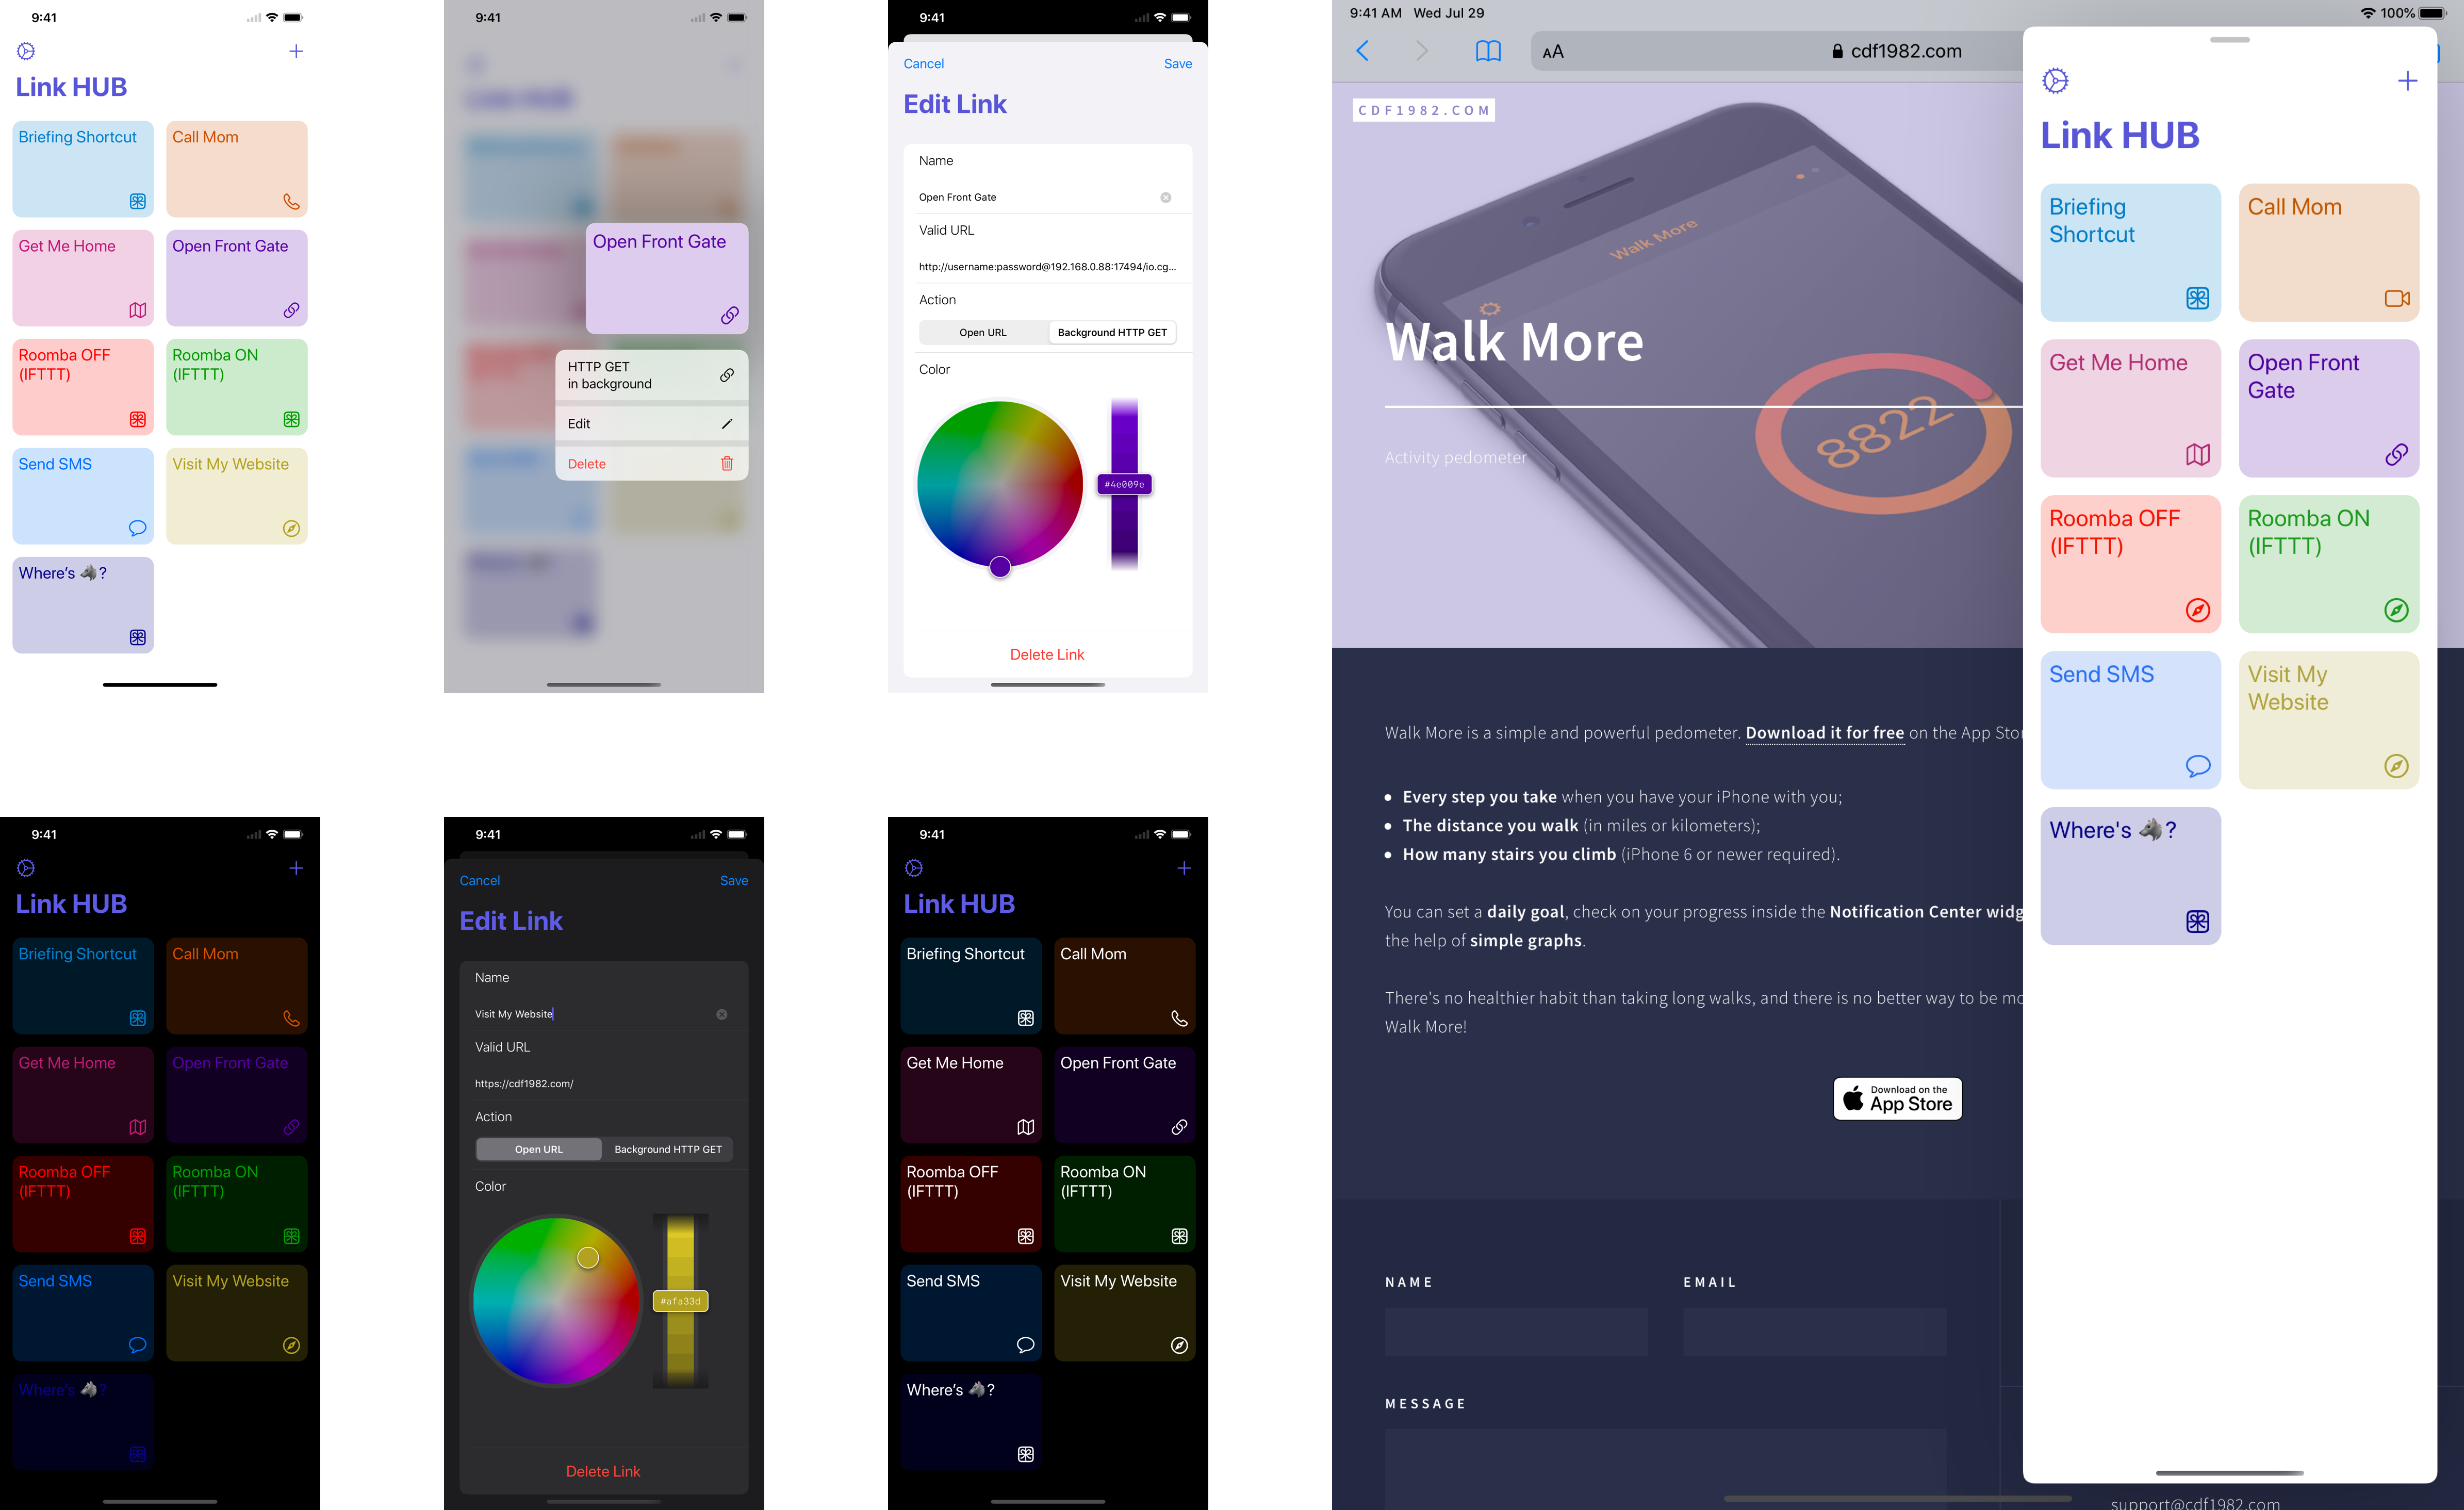 9:41
Link HUB
Briefing Shortcut
Call Mom
Get Me Home
Open Front Gate
Roomba OFF
(IFTTT)
Roomba ON
(IFTTT)
Send SMS
Visit My Website
Where's 🐺?
9:41
Open Front Gate
HTTP GET
in background
Edit
Delete
9:41
Cancel
Save
Edit Link
Name
Open Front Gate
Valid URL
http://username:password@192.168.0.88:17494/io.cg...
Action
Open URL
Background HTTP GET
Color
#4e009e
Delete Link
9:41
Link HUB
Briefing Shortcut
Call Mom
Get Me Home
Open Front Gate
Roomba OFF
(IFTTT)
Roomba ON
(IFTTT)
Send SMS
Visit My Website
Where's 🐺?
9:41
Cancel
Save
Edit Link
Name
Visit My Website
Valid URL
https://cdf1982.com/
Action
Open URL
Background HTTP GET
Color
#afa33d
Delete Link
9:41
Link HUB
Briefing Shortcut
Call Mom
Get Me Home
Open Front Gate
Roomba OFF
(IFTTT)
Roomba ON
(IFTTT)
Send SMS
Visit My Website
Where's 🐺?
9:41 AM Wed Jul 29
100%
AA
cdf1982.com
CDF1982.COM
Walk More
Walk More
8822
Activity pedometer
Walk More is a simple and powerful pedometer. Download it for free on the App Sto
• Every step you take when you have your iPhone with you;
• The distance you walk (in miles or kilometers);
• How many stairs you climb (iPhone 6 or newer required).
You can set a daily goal, check on your progress inside the Notification Center widg
the help of simple graphs.
There's no healthier habit than taking long walks, and there is no better way to be mo
Walk More!
Download on the
App Store
NAME
EMAIL
MESSAGE
support@cdf1982.com
Link HUB
Briefing
Shortcut
Call Mom
Get Me Home
Open Front
Gate
Roomba OFF
(IFTTT)
Roomba ON
(IFTTT)
Send SMS
Visit My
Website
Where's 🐺?